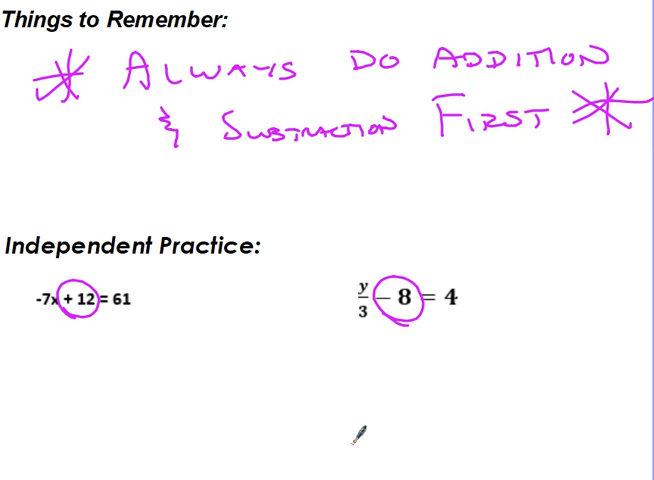 Things to Remember:
* ALWAYS DO ADDITION
& SUBTRACTION FIRST *
Independent Practice:
-7x + 12 = 61
y/3 − 8 = 4